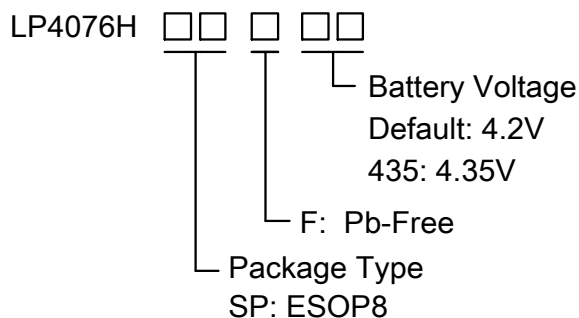 LP4076H □□ □ □□
Battery Voltage
Default: 4.2V
435: 4.35V
F: Pb-Free
Package Type
SP: ESOP8